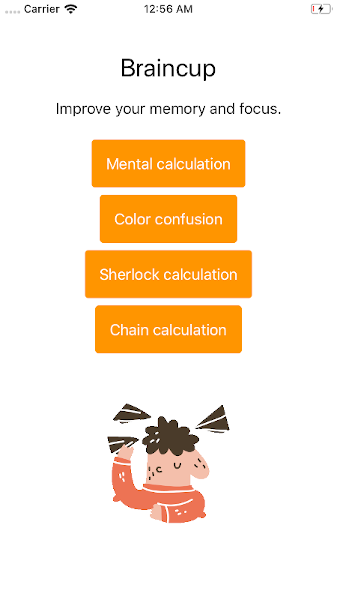 Carrier 12:56 AM
Braincup
Improve your memory and focus.
Mental calculation
Color confusion
Sherlock calculation
Chain calculation